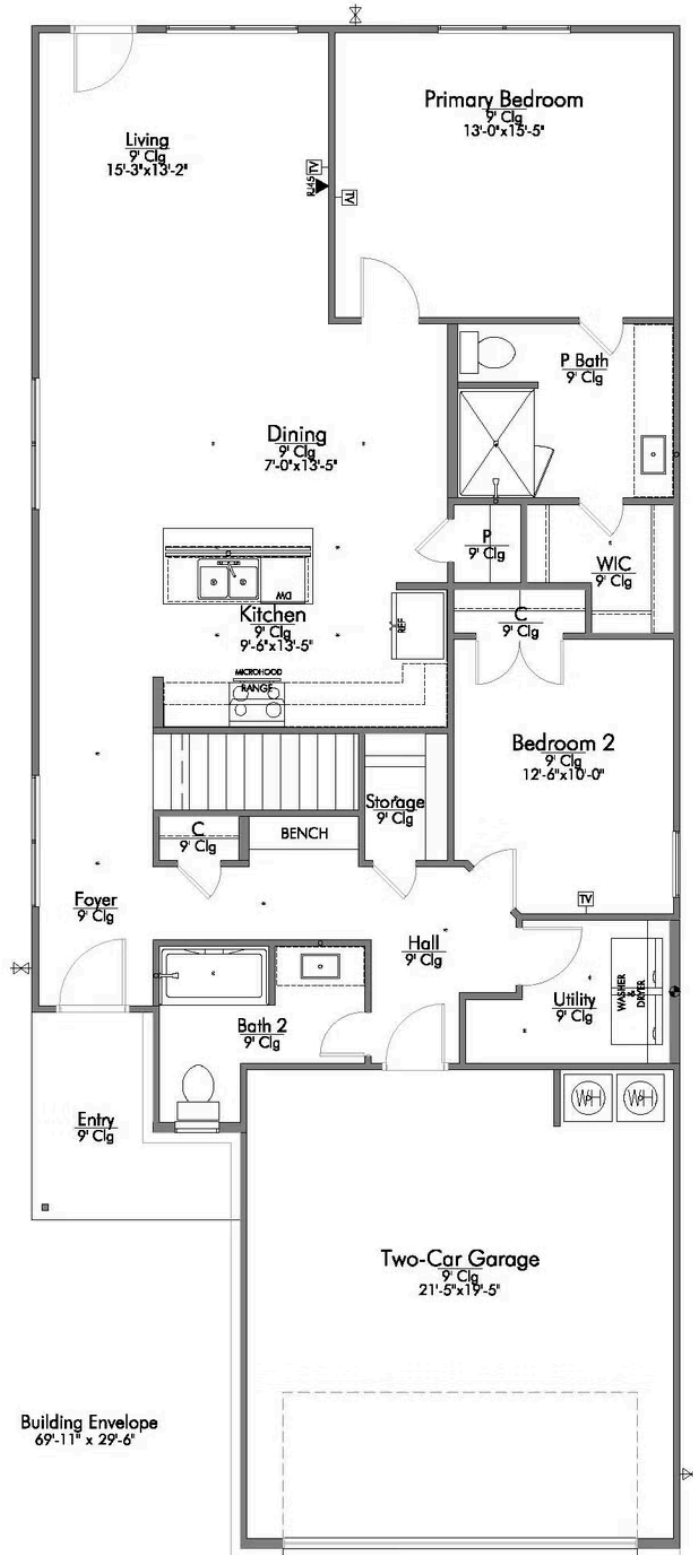 Primary Bedroom
9' Clg
13'-0"x15'-5"
Living
9' Clg
15'-3"x13'-2"
TV
RJ45
TV
P Bath
9' Clg
Dining
9' Clg
7'-0"x13'-5"
P
9' Clg
WIC
9' Clg
DW
Kitchen
9' Clg
9'-6"x13'-5"
REF
C
9' Clg
MICROHOOD
RANGE
Bedroom 2
9' Clg
12'-6"x10'-0"
Storage
9' Clg
C
9' Clg
BENCH
TV
Foyer
9' Clg
Hall
9' Clg
Utility
9' Clg
WASHER
&
DRYER
Bath 2
9' Clg
WH
WH
Entry
9' Clg
Two-Car Garage
9' Clg
21'-5"x19'-5"
Building Envelope
69'-11" x 29'-6"